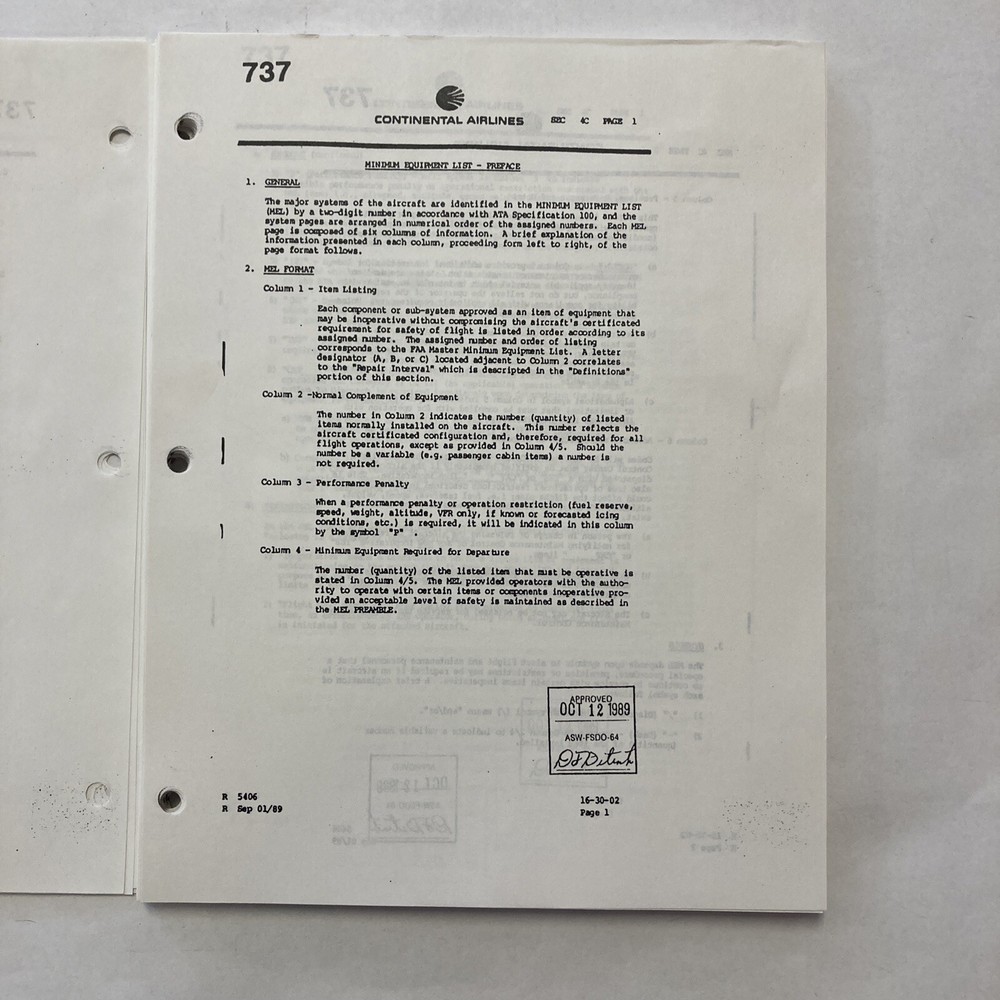 737
CONTINENTAL AIRLINES SEC 4C PAGE 1
MINIMUM EQUIPMENT LIST - PREFACE
1. GENERAL
The major systems of the aircraft are identified in the MINIMUM EQUIPMENT LIST
(MEL) by a two-digit number in accordance with ATA Specification 100, and the
system pages are arranged in numerical order of the assigned numbers. Each MEL
page is composed of six columns of information. A brief explanation of the
information presented in each column, proceeding form left to right, of the
page format follows.
2. MEL FORMAT
Column 1 - Item Listing
Each component or sub-system approved as an item of equipment that
may be inoperative without compromising the aircraft's certificated
requirement for safety of flight is listed in order according to its
assigned number. The assigned number and order of listing
corresponds to the FAA Master Minimum Equipment List. A letter
designator (A, B, or C) located adjacent to Column 2 correlates
to the "Repair Interval" which is descripted in the "Definitions"
portion of this section.
Column 2 -Normal Complement of Equipment
The number in Column 2 indicates the number (quantity) of listed
items normally installed on the aircraft. This number reflects the
aircraft certificated configuration and, therefore, required for all
flight operations, except as provided in Column 4/5. Should the
number be a variable (e.g. passenger cabin items) a number is
not required.
Column 3 - Performance Penalty
When a performance penalty or operation restriction (fuel reserve,
speed, weight, altitude, VFR only, if known or forecasted icing
conditions, etc.) is required, it will be indicated in this column
by the symbol "P" .
Column 4 - Minimum Equipment Required for Departure
The number (quantity) of the listed item that must be operative is
stated in Column 4/5. The MEL provided operators with the autho-
rity to operate with certain items or components inoperative pro-
vided an acceptable level of safety is maintained as described in
the MEL PREAMBLE.
APPROVED
OCT 12 1989
ASW-FSDO-64
R 5406
R Sep 01/89
16-30-02
Page 1